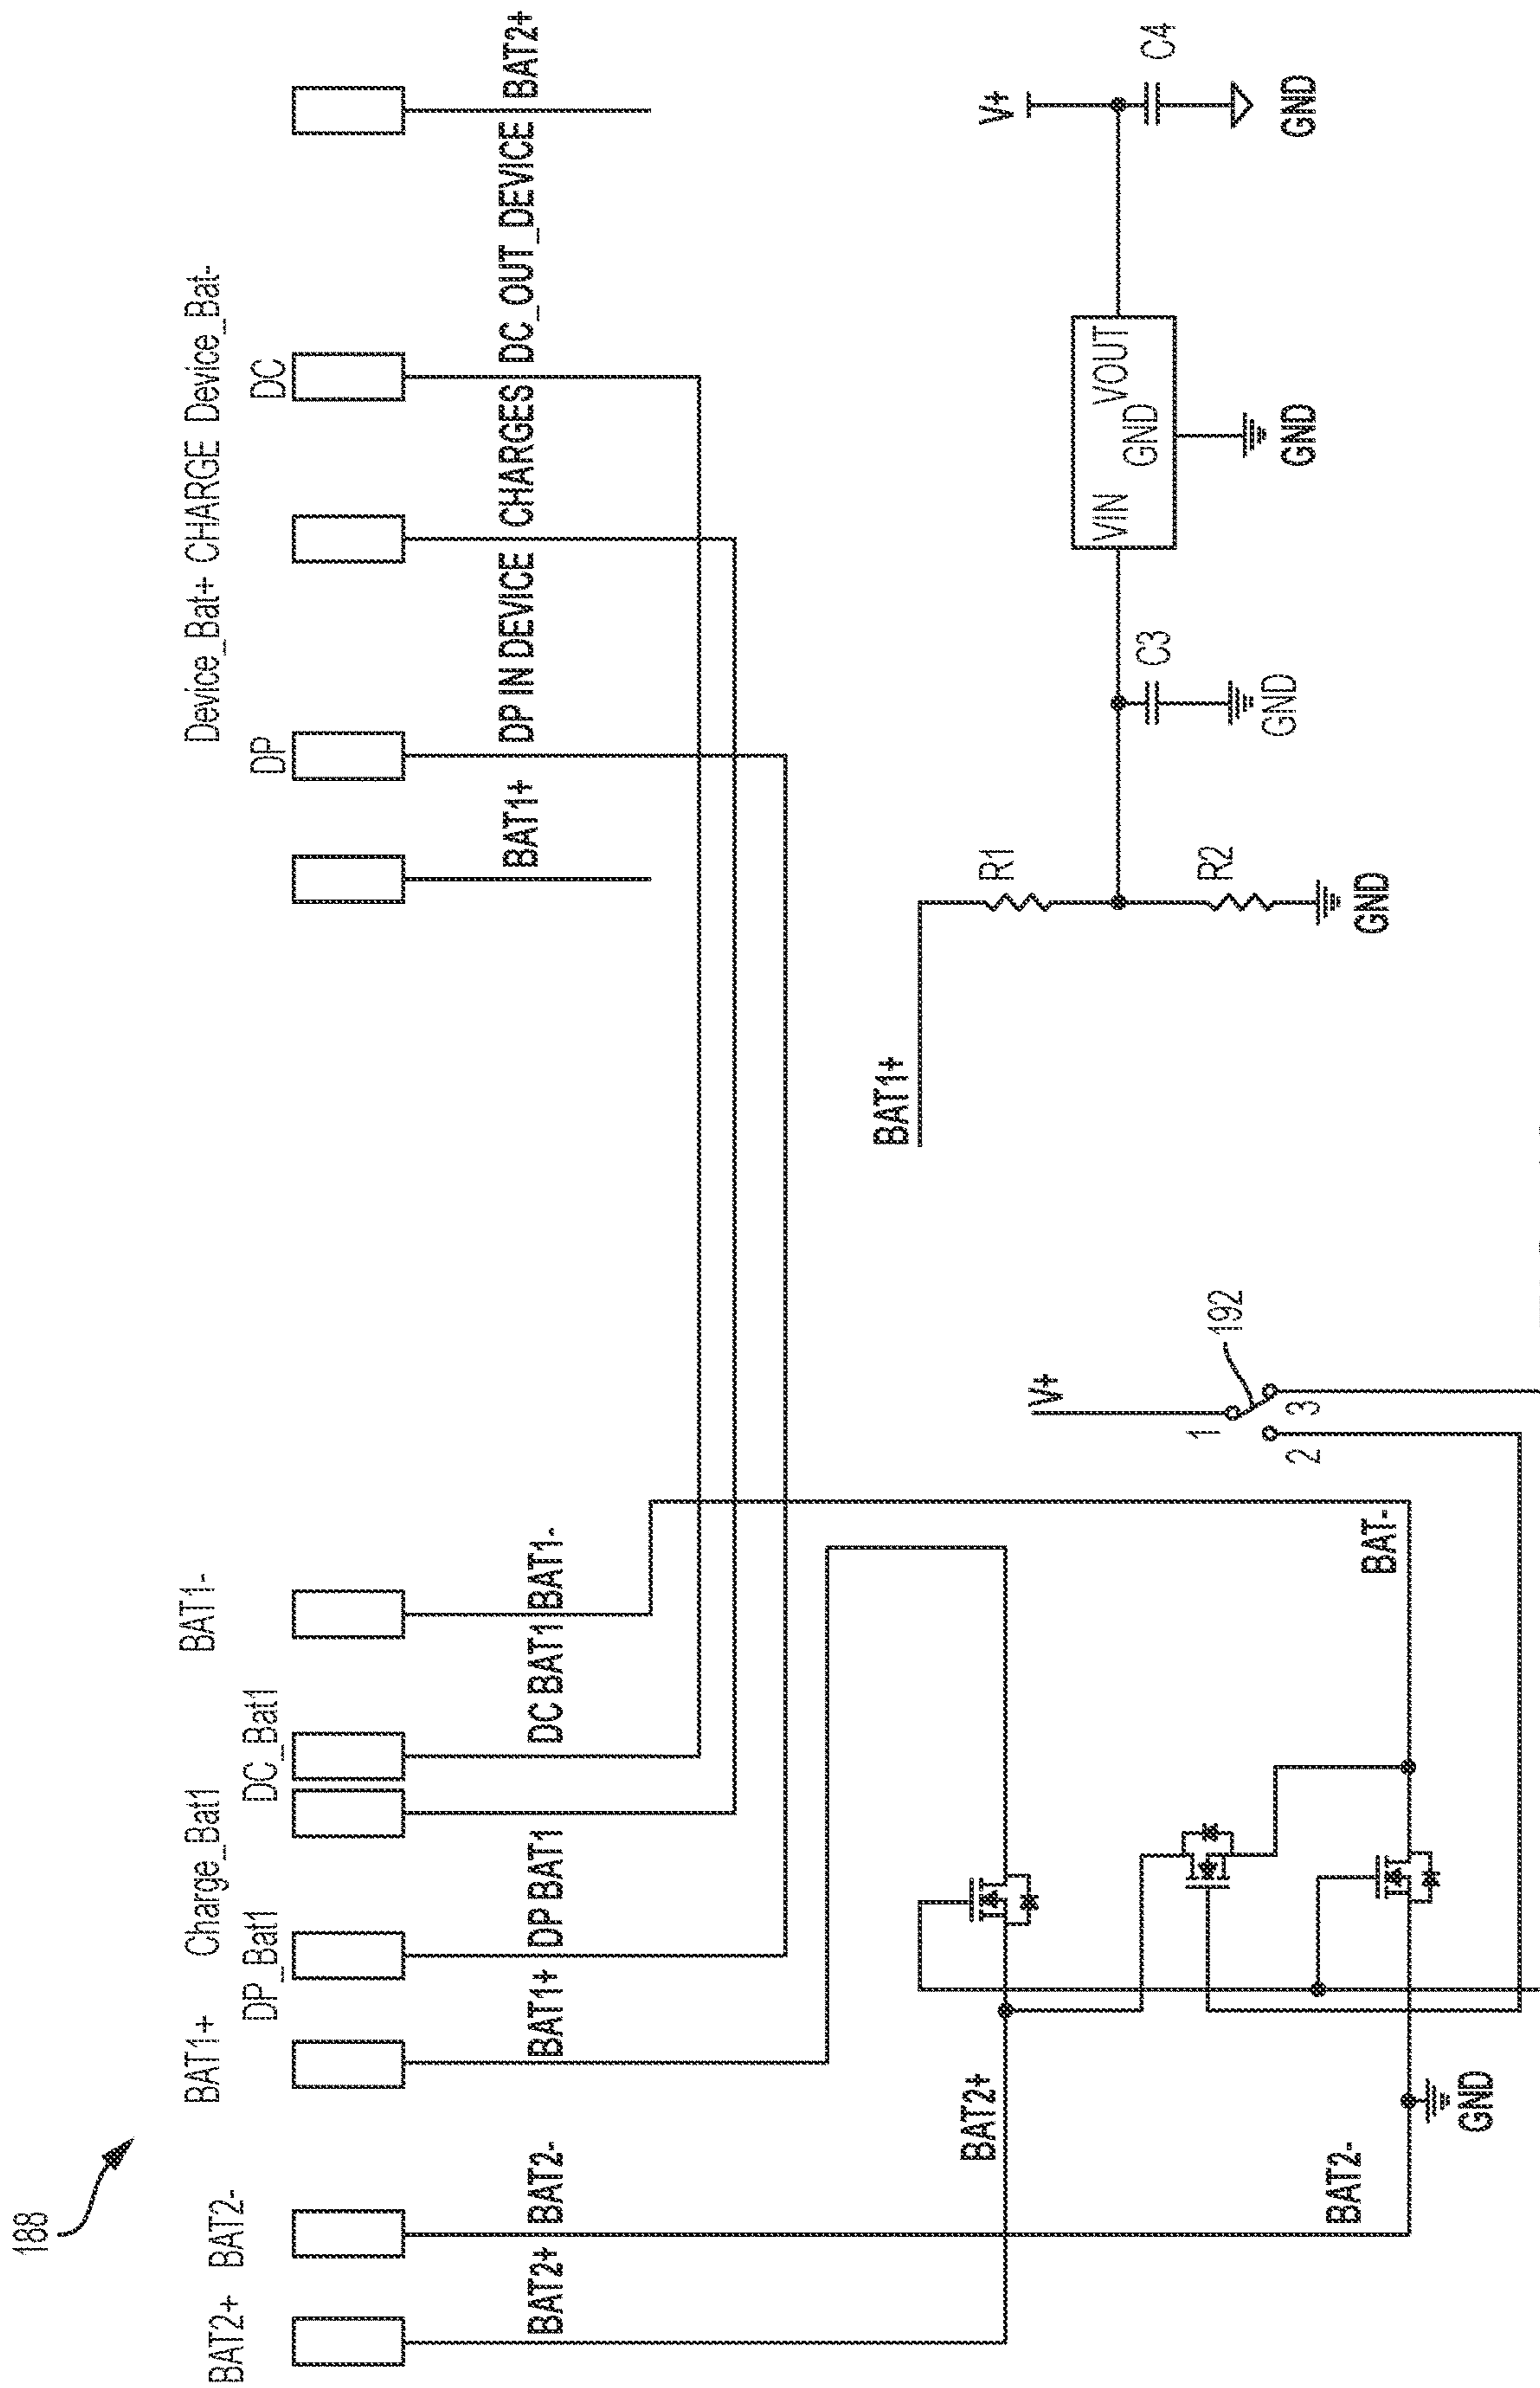 188
BAT2+ BAT2-
BAT1+ Charge_Bat1 BAT1-
DP_Bat1 DC_Bat1
Device_Bat+ CHARGE Device_Bat-
DP DC
BAT2+ BAT2- BAT1+ DP BAT1 DC BAT1 BAT1-
BAT1+ DP IN DEVICE CHARGES DC_OUT_DEVICE BAT2+
BAT1+
R1
R2
GND
C3
GND
VIN VOUT
GND
GND
V+
C4
GND
BAT2+
V+
1
192
2 3
BAT2-
BAT-
GND